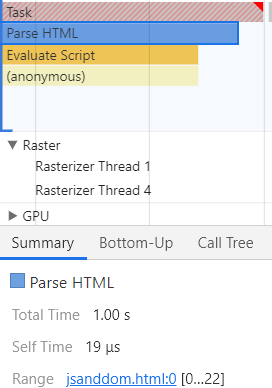 Task
Parse HTML
Evaluate Script
(anonymous)
▼ Raster
Rasterizer Thread 1
Rasterizer Thread 4
▶ GPU
Summary Bottom-Up Call Tree
Parse HTML
Total Time 1.00 s
Self Time 19 μs
Range jsanddom.html:0 [0…22]